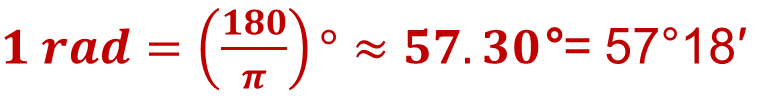 1 rad = (180/π)° ≈ 57.30°= 57°18′